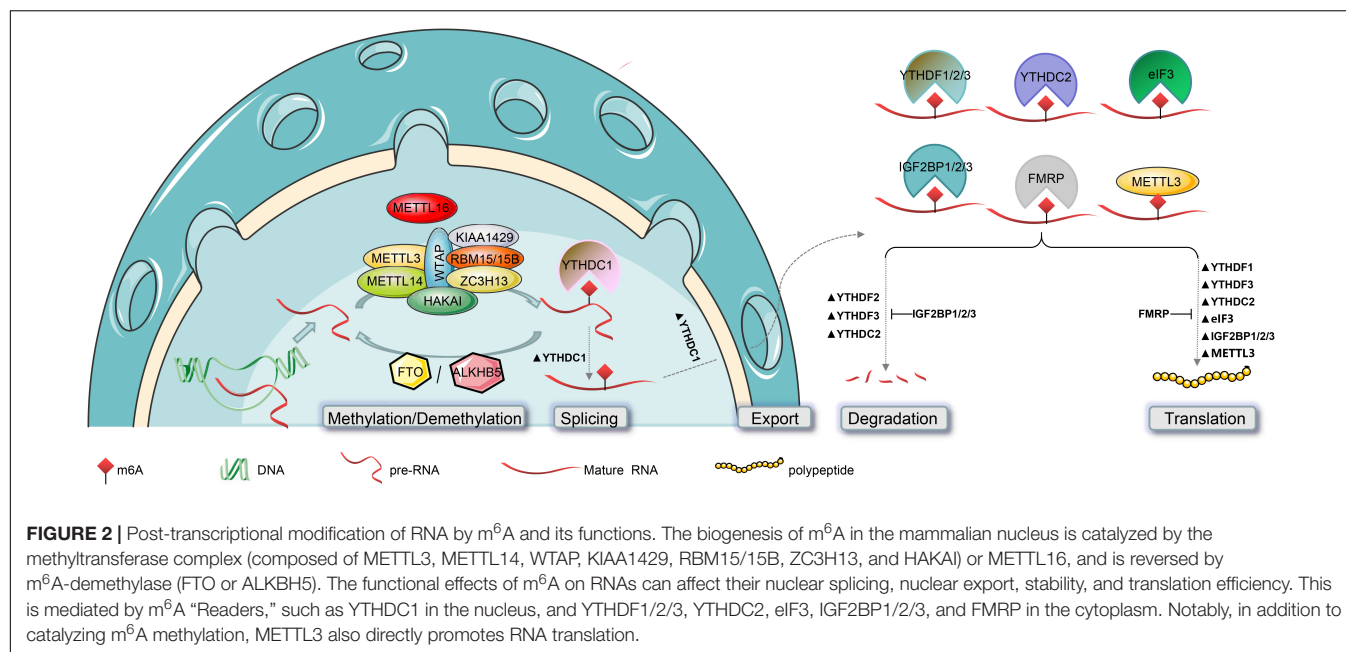 YTHDF1/2/3
YTHDC2
eIF3
IGF2BP1/2/3
FMRP
METTL3
METTL16
KIAA1429
METTL3
WTAP
RBM15/15B
METTL14
ZC3H13
HAKAI
YTHDC1
▲YTHDC1
▲YTHDC1
FTO / ALKHB5
▲YTHDF2
▲YTHDF3
▲YTHDC2
IGF2BP1/2/3
FMRP
▲YTHDF1
▲YTHDF3
▲YTHDC2
▲eIF3
▲IGF2BP1/2/3
▲METTL3
Methylation/Demethylation
Splicing
Export
Degradation
Translation
m6A
DNA
pre-RNA
Mature RNA
polypeptide
FIGURE 2 | Post-transcriptional modification of RNA by m⁶A and its functions. The biogenesis of m⁶A in the mammalian nucleus is catalyzed by the
methyltransferase complex (composed of METTL3, METTL14, WTAP, KIAA1429, RBM15/15B, ZC3H13, and HAKAI) or METTL16, and is reversed by
m⁶A-demethylase (FTO or ALKBH5). The functional effects of m⁶A on RNAs can affect their nuclear splicing, nuclear export, stability, and translation efficiency. This
is mediated by m⁶A “Readers,” such as YTHDC1 in the nucleus, and YTHDF1/2/3, YTHDC2, eIF3, IGF2BP1/2/3, and FMRP in the cytoplasm. Notably, in addition to
catalyzing m⁶A methylation, METTL3 also directly promotes RNA translation.